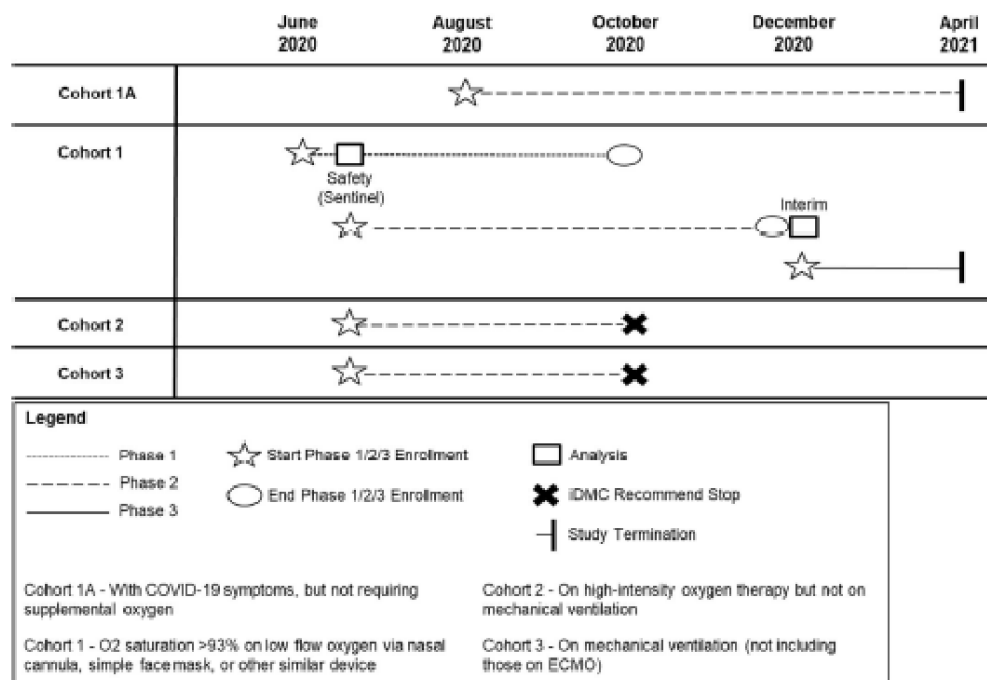 June 2020
August 2020
October 2020
December 2020
April 2021
Cohort 1A
Cohort 1
Safety
(Sentinel)
Interim
Cohort 2
Cohort 3
Legend
Phase 1
Phase 2
Phase 3
Start Phase 1/2/3 Enrollment
End Phase 1/2/3 Enrollment
Analysis
iDMC Recommend Stop
Study Termination
Cohort 1A - With COVID-19 symptoms, but not requiring
supplemental oxygen
Cohort 1 - O2 saturation >93% on low flow oxygen via nasal
cannula, simple face mask, or other similar device
Cohort 2 - On high-intensity oxygen therapy but not on
mechanical ventilation
Cohort 3 - On mechanical ventilation (not including
those on ECMO)